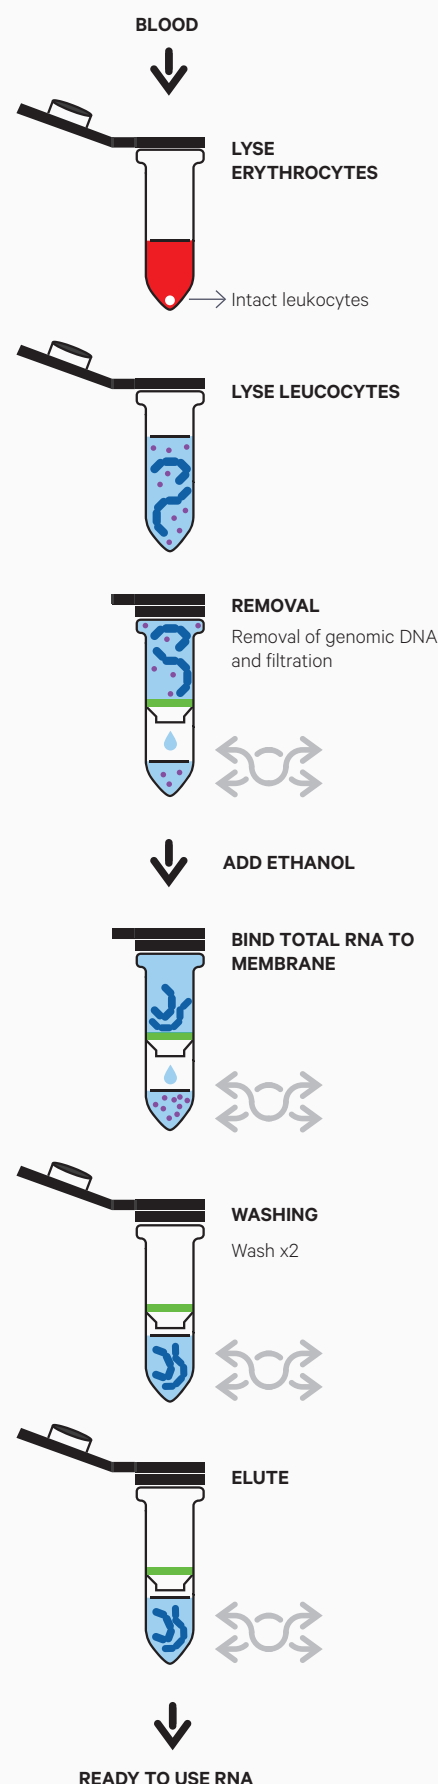 BLOOD
LYSE
ERYTHROCYTES
Intact leukocytes
LYSE LEUCOCYTES
REMOVAL
Removal of genomic DNA
and filtration
ADD ETHANOL
BIND TOTAL RNA TO
MEMBRANE
WASHING
Wash x2
ELUTE
READY TO USE RNA